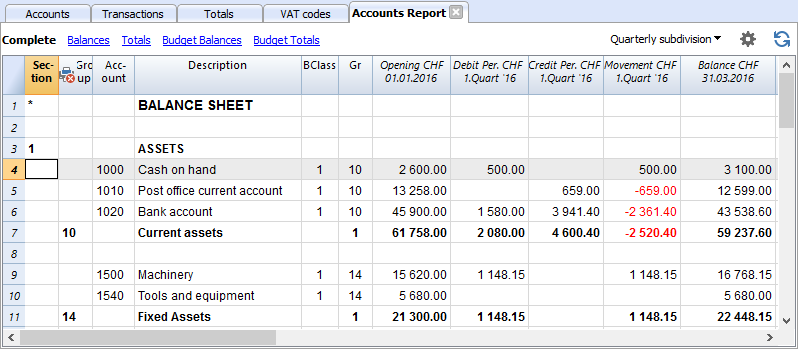 Accounts Transactions Totals VAT codes Accounts Report
Complete Balances Totals Budget Balances Budget Totals Quarterly subdivision
Sec- Gro Acc- Description BClass Gr Opening CHF Debit Per. CHF Credit Per. CHF Movement CHF Balance CHF
tion up ount 01.01.2016 1.Quart '16 1.Quart '16 1.Quart '16 31.03.2016
1 * BALANCE SHEET
2
3 1 ASSETS
4 1000 Cash on hand 1 10 2 600.00 500.00 500.00 3 100.00
5 1010 Post office current account 1 10 13 258.00 659.00 -659.00 12 599.00
6 1020 Bank account 1 10 45 900.00 1 580.00 3 941.40 -2 361.40 43 538.60
7 10 Current assets 1 61 758.00 2 080.00 4 600.40 -2 520.40 59 237.60
8
9 1500 Machinery 1 14 15 620.00 1 148.15 1 148.15 16 768.15
10 1540 Tools and equipment 1 14 5 680.00 5 680.00
11 14 Fixed Assets 1 21 300.00 1 148.15 1 148.15 22 448.15